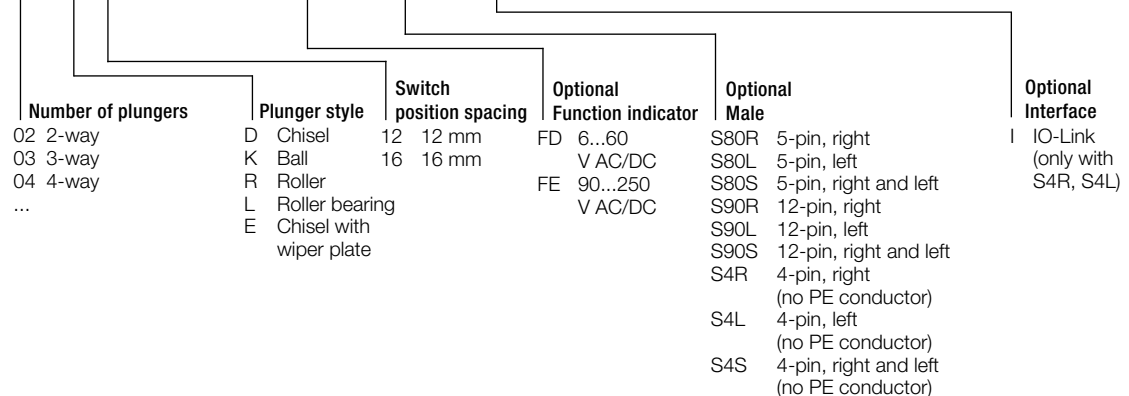 Number of plungers
02 2-way
03 3-way
04 4-way
...
Plunger style
D Chisel
K Ball
R Roller
L Roller bearing
E Chisel with
wiper plate
Switch
position spacing
12 12 mm
16 16 mm
Optional
Function indicator
FD 6...60
V AC/DC
FE 90...250
V AC/DC
Optional
Male
S80R 5-pin, right
S80L 5-pin, left
S80S 5-pin, right and left
S90R 12-pin, right
S90L 12-pin, left
S90S 12-pin, right and left
S4R 4-pin, right
(no PE conductor)
S4L 4-pin, left
(no PE conductor)
S4S 4-pin, right and left
(no PE conductor)
Optional
Interface
I IO-Link
(only with
S4R, S4L)